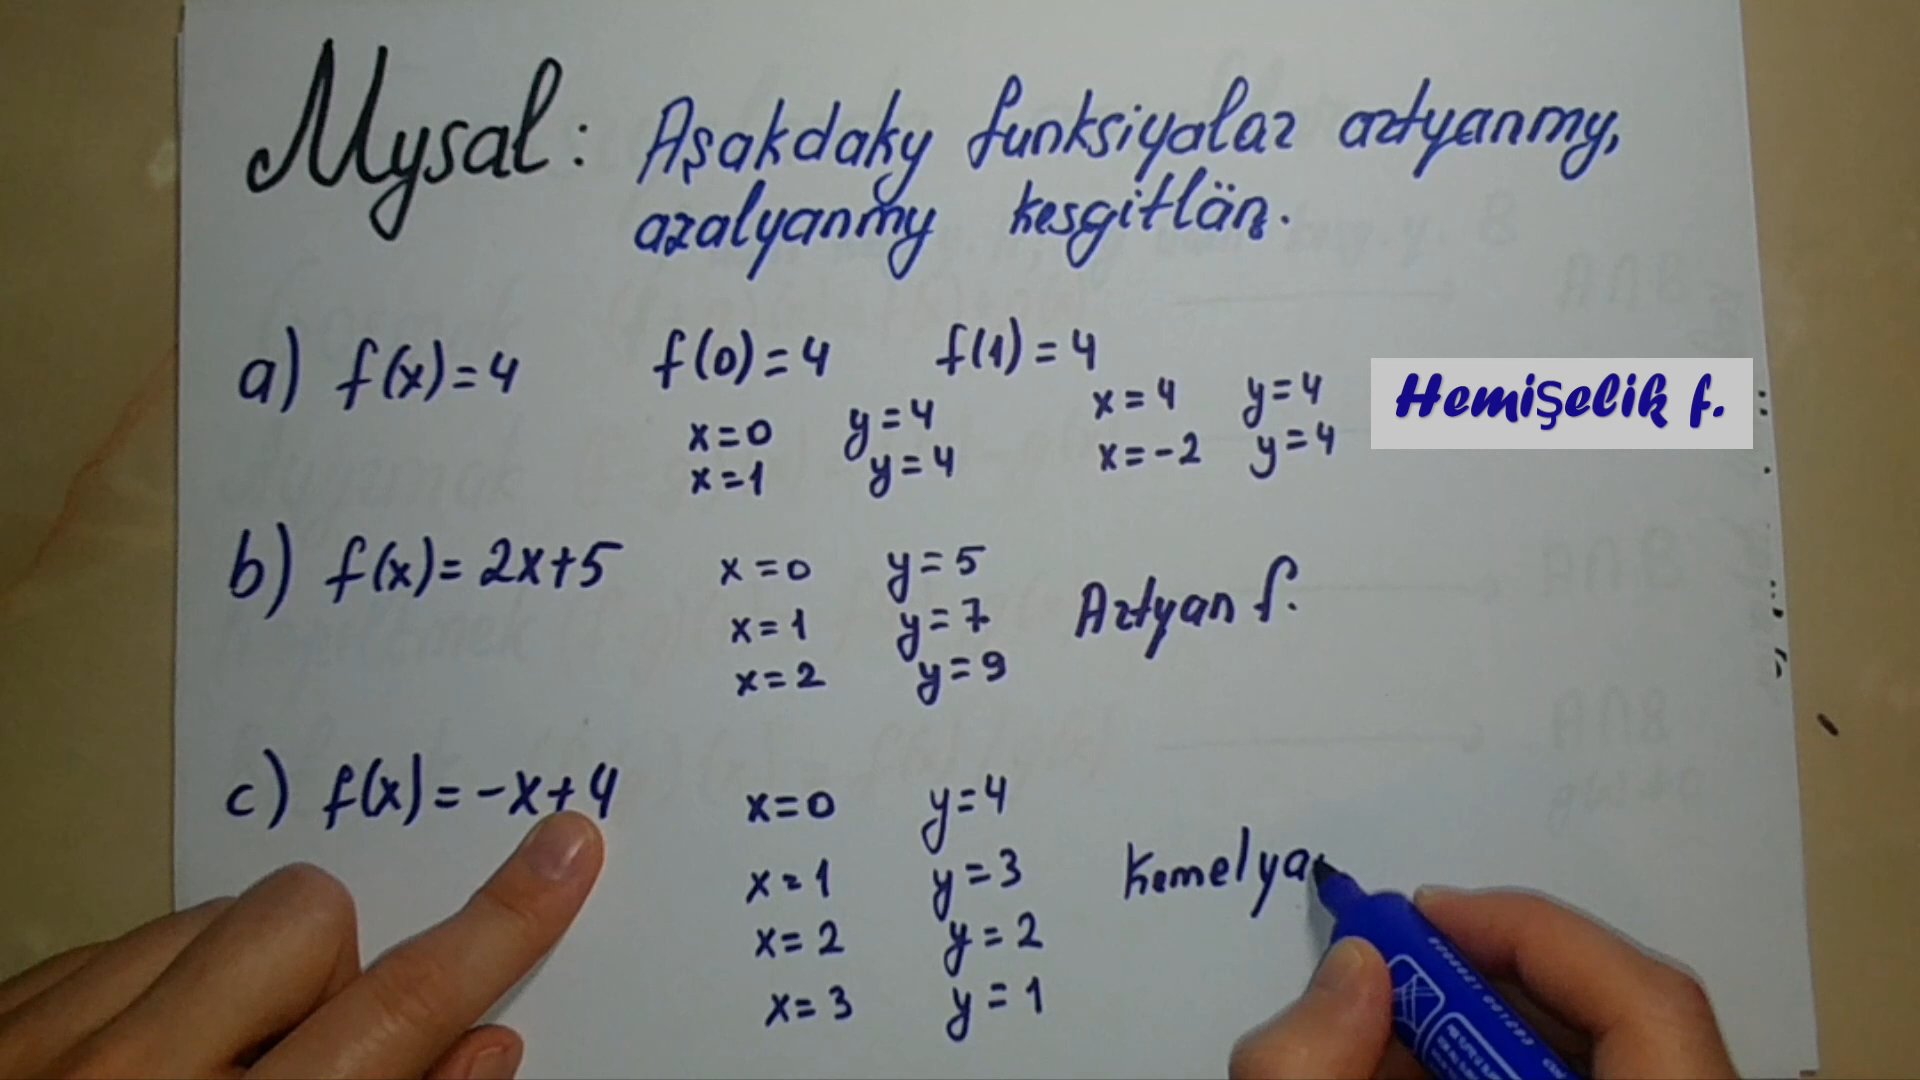 Mysal: Aşakdaky funksiyalar artyanmy,
azalyanmy kesgitläň.
a) f(x)=4 f(0)=4 f(1)=4
x=0 y=4 x=4 y=4
x=1 y=4 x=-2 y=4
Hemişelik f.
b) f(x)=2x+5 x=0 y=5
x=1 y=7 Artyan f.
x=2 y=9
c) f(x)=-x+4 x=0 y=4
x=1 y=3 Kemelya
x=2 y=2
x=3 y=1